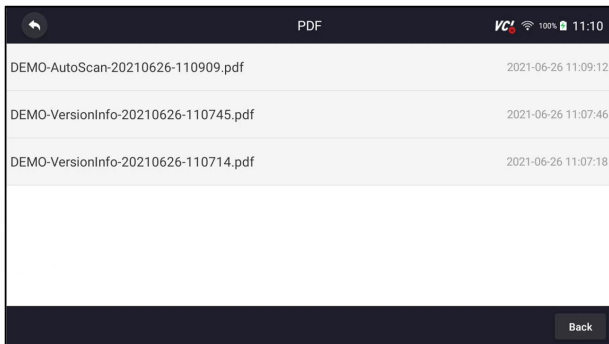 PDF
VCI 100% 11:10
DEMO-AutoScan-20210626-110909.pdf 2021-06-26 11:09:12
DEMO-VersionInfo-20210626-110745.pdf 2021-06-26 11:07:46
DEMO-VersionInfo-20210626-110714.pdf 2021-06-26 11:07:18
Back